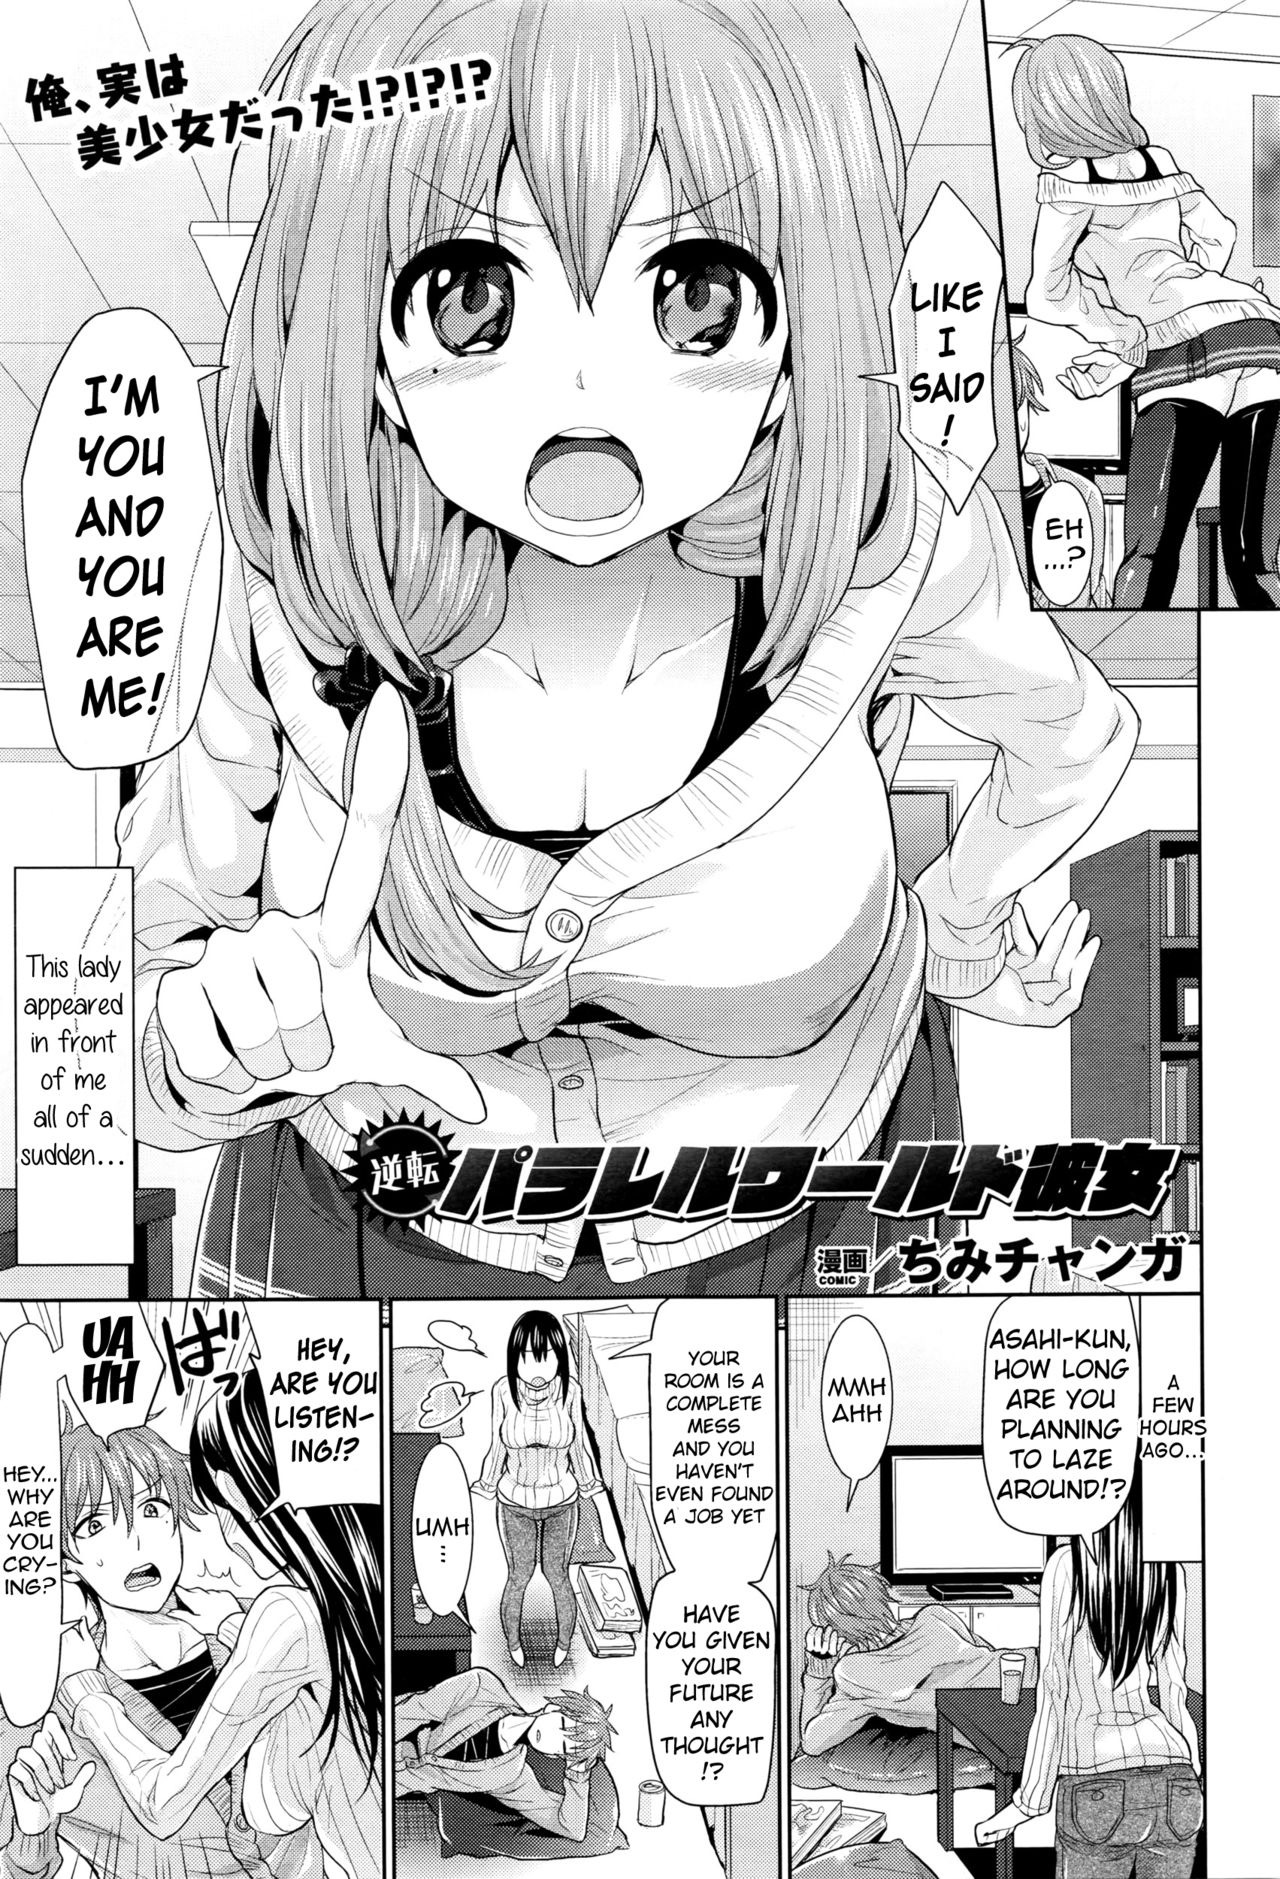 俺、実は
美少女だった!?!?!?
EH
....?
LIKE
I
SAID
!
I'M
YOU
AND
YOU
ARE
ME!
This lady
appeared
in front
of me
all of a
sudden...
逆転
パラレルワールド彼女
漫画
COMIC
ちみチャンガ
A
FEW
HOURS
AGO...
ASAHI-KUN,
HOW LONG
ARE YOU
PLANNING
TO LAZE
AROUND!?
MMH
AHH
YOUR
ROOM IS A
COMPLETE
MESS
AND YOU
HAVEN'T
EVEN FOUND
A JOB YET
HAVE
YOU GIVEN
YOUR
FUTURE
ANY
THOUGHT
!?
UMH
...
HEY,
ARE YOU
LISTEN-
ING!?
ばっ
UA
HH
HEY...
WHY
ARE
YOU
CRY-
ING?